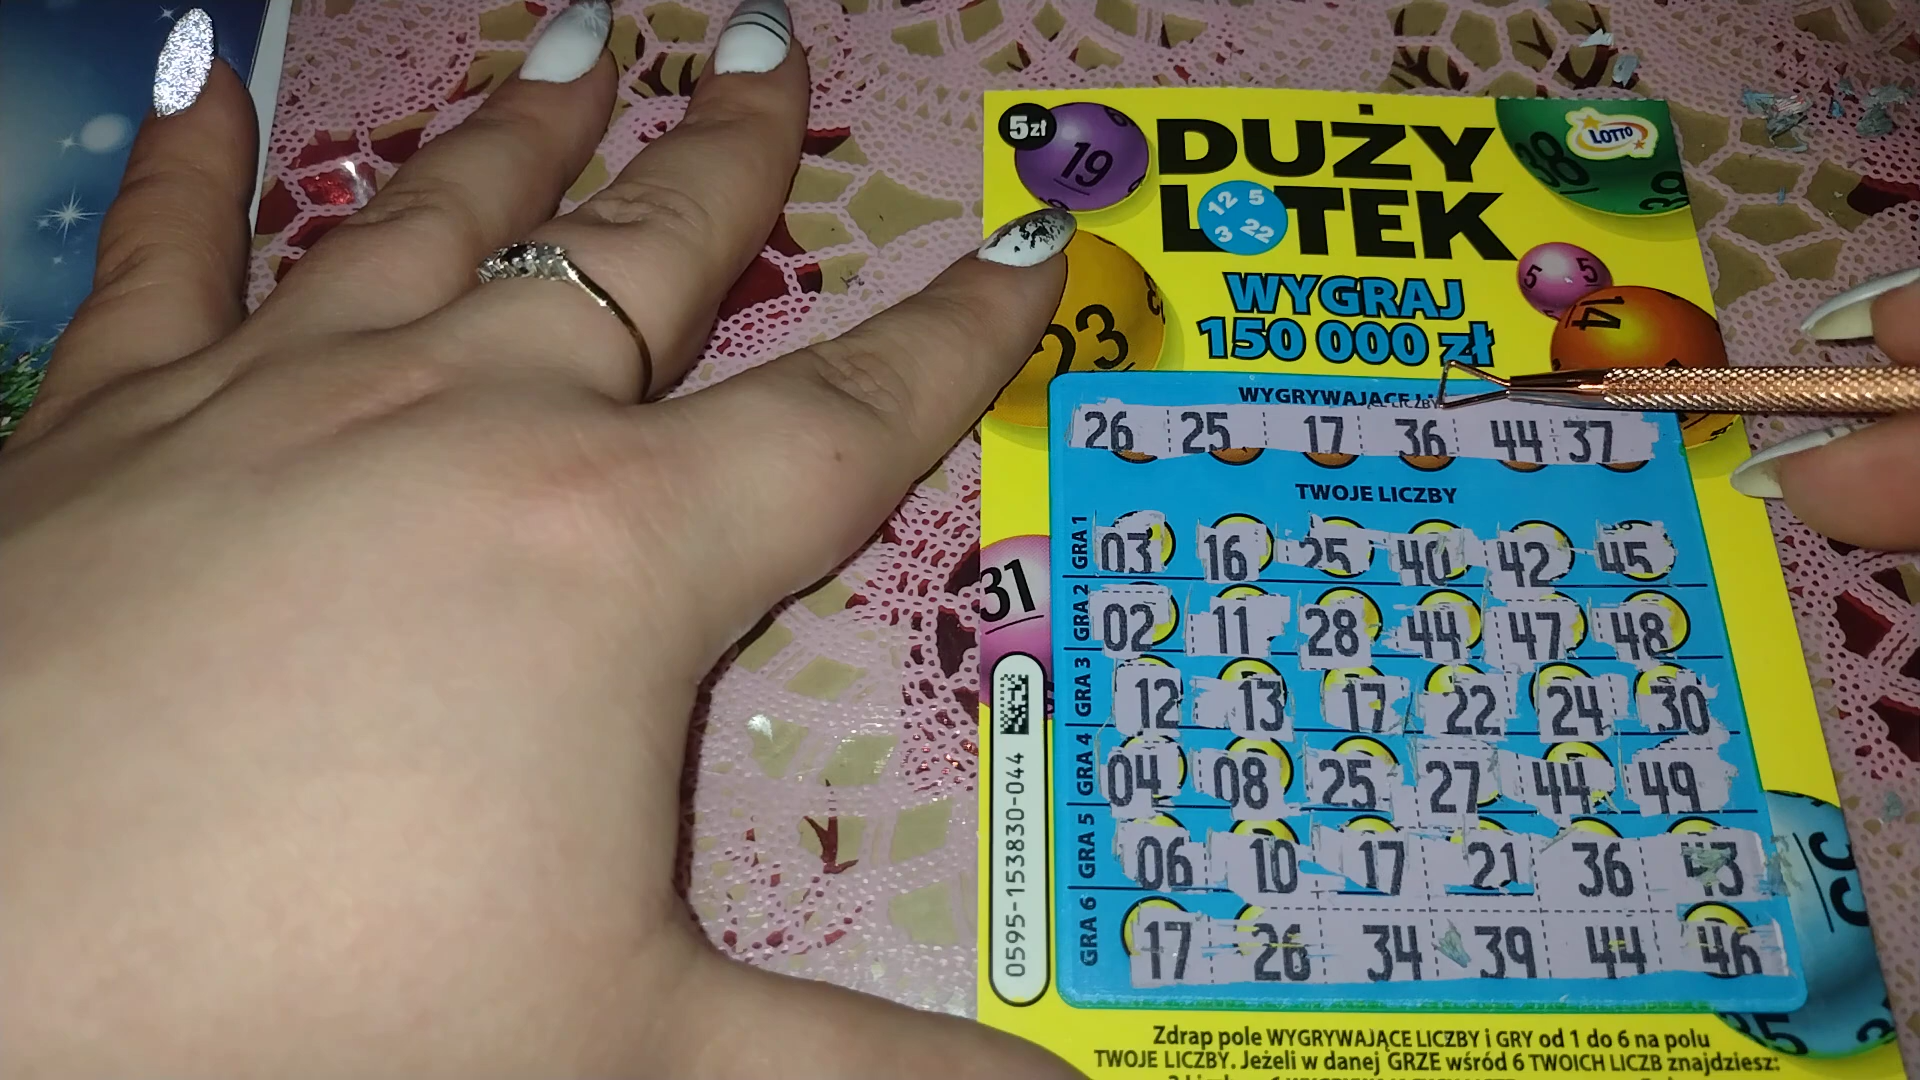 5zł
19
DUŻY
38
LOTTO
LOTEK
12 5
3 22
5 5
WYGRAJ
14
150 000 zł
23
WYGRYWAJĄCE
26 25 17 36 44 37
TWOJE LICZBY
GRA 1 03 16 25 40 42 45
31
GRA 2 02 11 28 44 47 48
GRA 3 12 13 17 22 24 30
GRA 4 04 08 25 27 44 49
GRA 5 06 10 17 21 36 43
GRA 6 17 26 34 39 44 46
0595-153830-044
35
Zdrap pole WYGRYWAJĄCE LICZBY i GRY od 1 do 6 na polu
TWOJE LICZBY. Jeżeli w danej GRZE wśród 6 TWOICH LICZB znajdziesz: